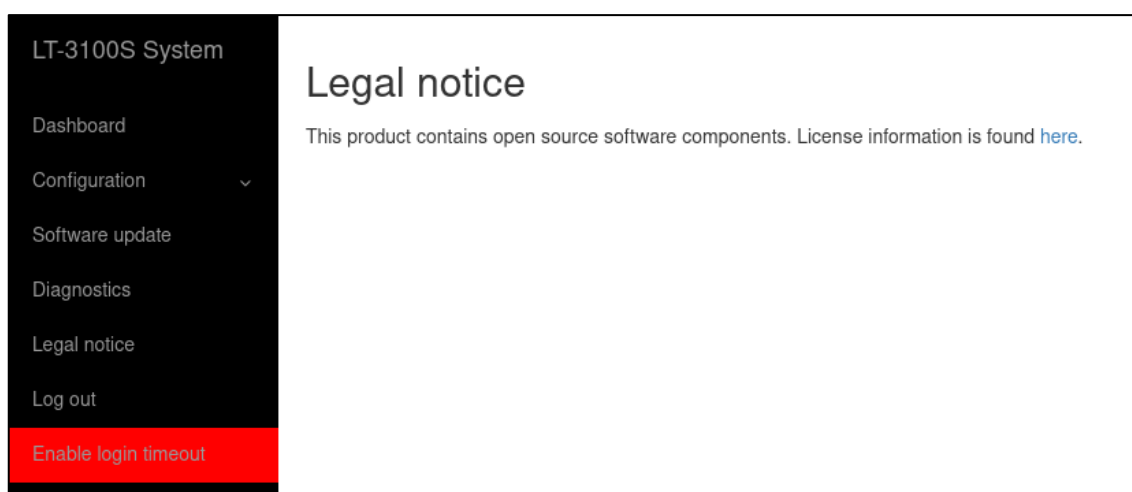 LT-3100S System
Dashboard
Configuration
Software update
Diagnostics
Legal notice
Log out
Enable login timeout
Legal notice
This product contains open source software components. License information is found here.